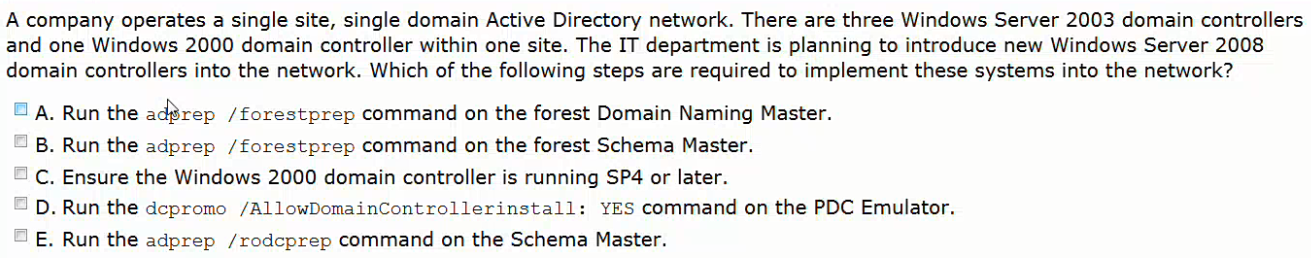 A company operates a single site, single domain Active Directory network. There are three Windows Server 2003 domain controllers
and one Windows 2000 domain controller within one site. The IT department is planning to introduce new Windows Server 2008
domain controllers into the network. Which of the following steps are required to implement these systems into the network?
A. Run the adprep /forestprep command on the forest Domain Naming Master.
B. Run the adprep /forestprep command on the forest Schema Master.
C. Ensure the Windows 2000 domain controller is running SP4 or later.
D. Run the dcpromo /AllowDomainControllerinstall: YES command on the PDC Emulator.
E. Run the adprep /rodcprep command on the Schema Master.